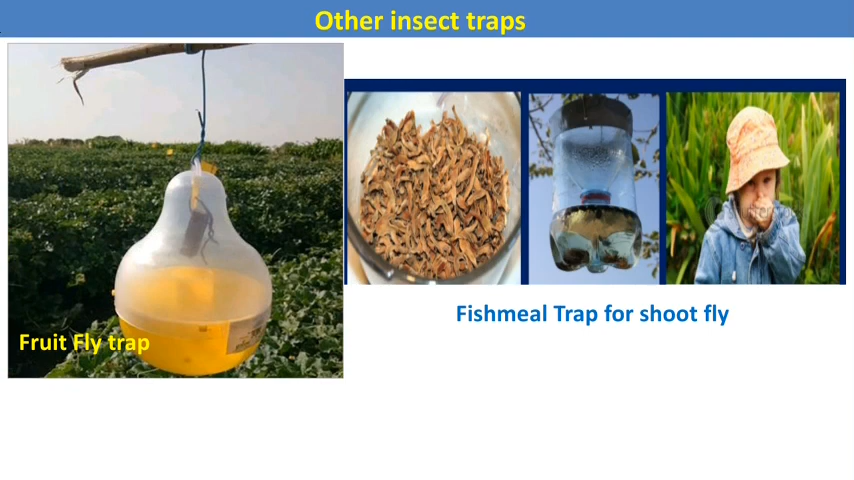 Other insect traps
Fruit Fly trap
Fishmeal Trap for shoot fly